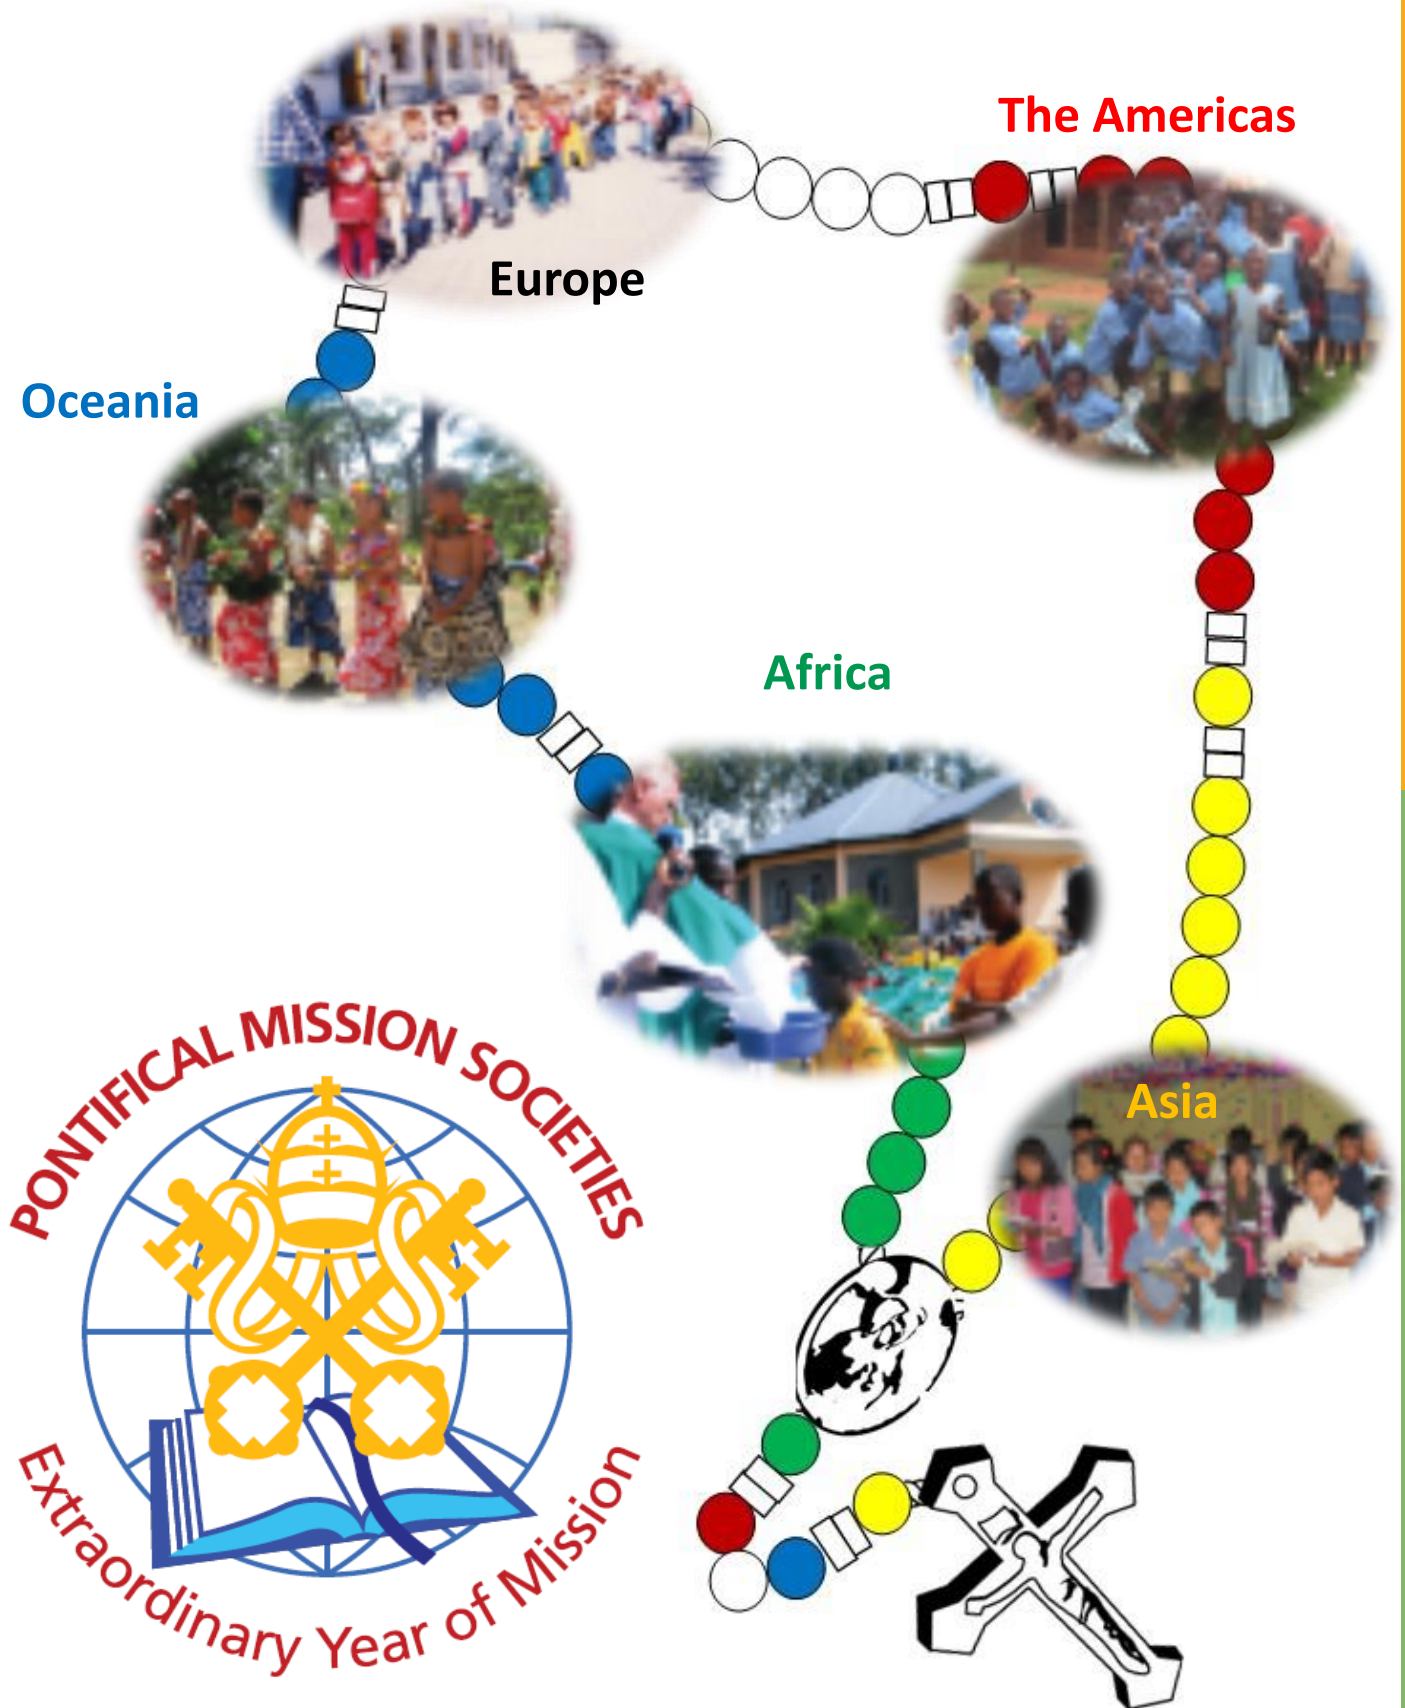 The Americas
Europe
Oceania
Africa
PONTIFICAL MISSION SOCIETIES
Asia
Extraordinary Year of Mission